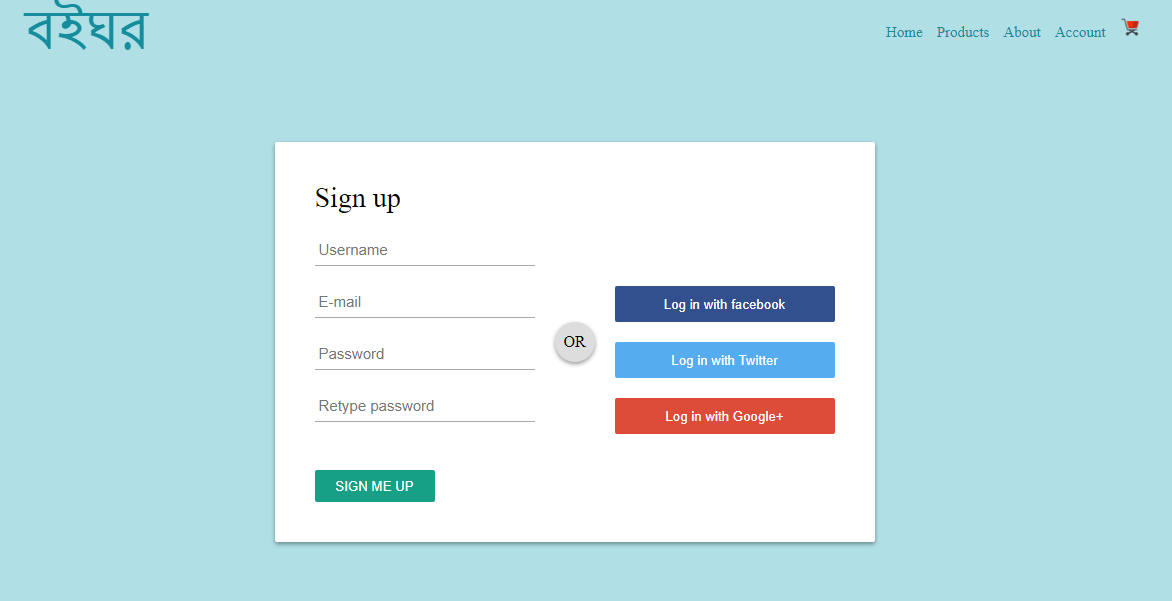 বইঘর
Home Products About Account
Sign up
Username
E-mail
Password
Retype password
SIGN ME UP
OR
Log in with facebook
Log in with Twitter
Log in with Google+